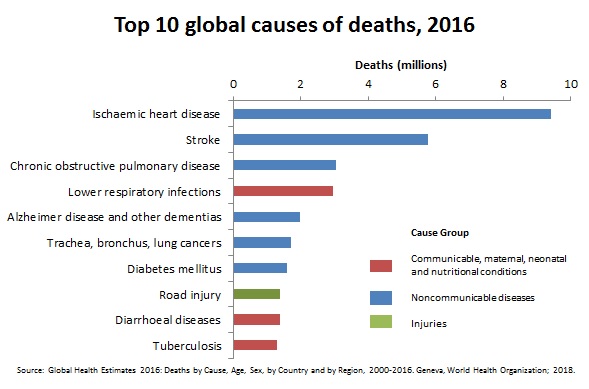 Top 10 global causes of deaths, 2016
Deaths (millions)
0 2 4 6 8 10
Ischaemic heart disease
Stroke
Chronic obstructive pulmonary disease
Lower respiratory infections
Alzheimer disease and other dementias
Trachea, bronchus, lung cancers
Diabetes mellitus
Road injury
Diarrhoeal diseases
Tuberculosis
Cause Group
Communicable, maternal, neonatal
and nutritional conditions
Noncommunicable diseases
Injuries
Source: Global Health Estimates 2016: Deaths by Cause, Age, Sex, by Country and by Region, 2000-2016. Geneva, World Health Organization; 2018.